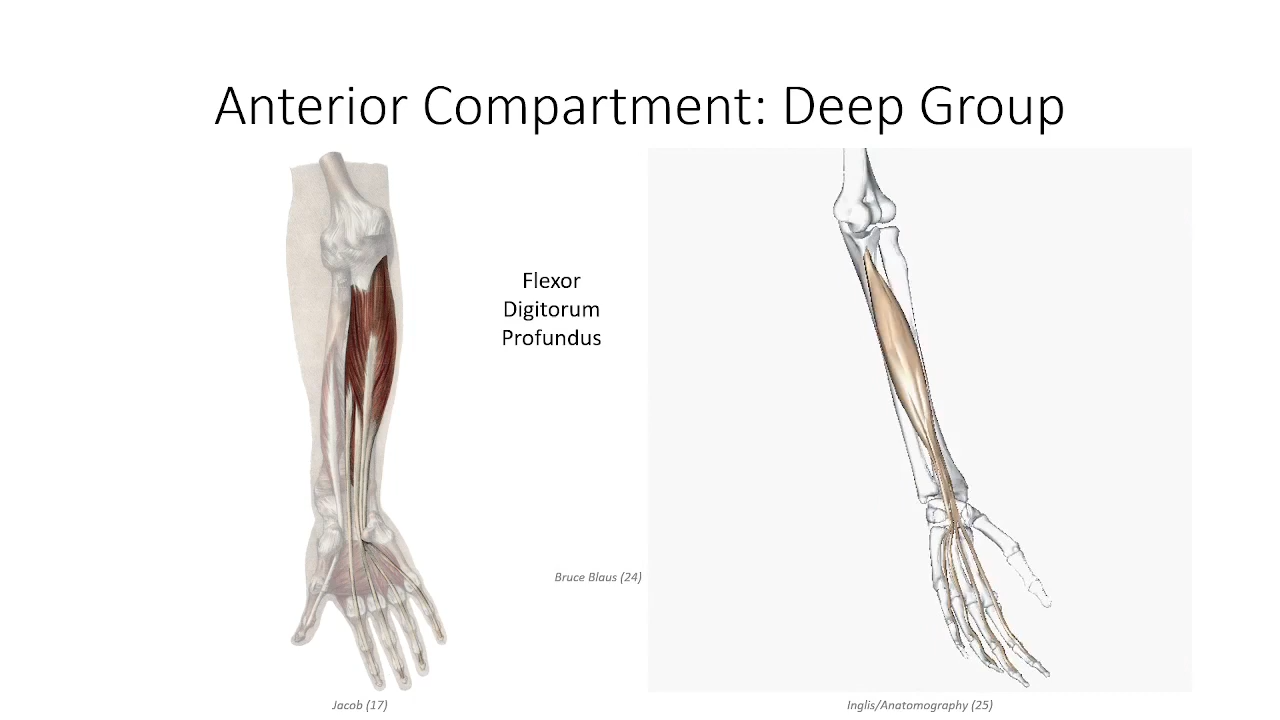 Anterior Compartment: Deep Group
Flexor
Digitorum
Profundus
Bruce Blaus (24)
Jacob (17)
Inglis/Anatomography (25)